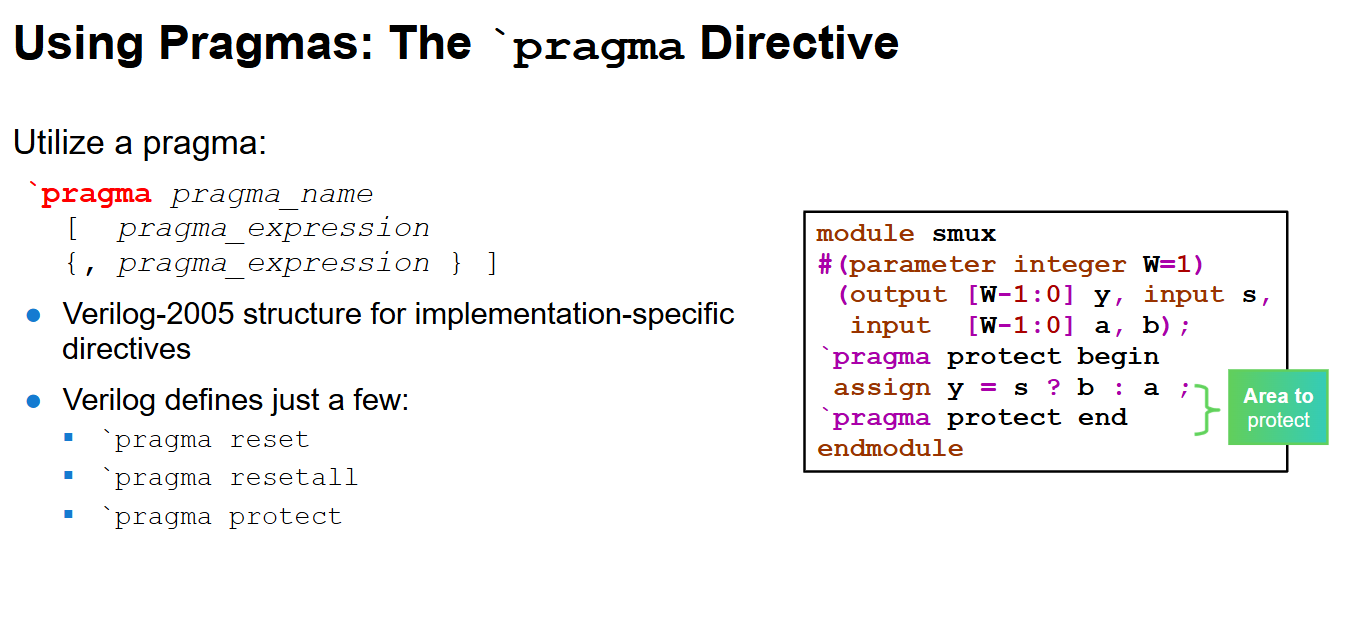 Using Pragmas: The `pragma Directive
Utilize a pragma:
`pragma pragma_name
[ pragma_expression
{, pragma_expression } ]
● Verilog-2005 structure for implementation-specific
directives
● Verilog defines just a few:
▪ `pragma reset
▪ `pragma resetall
▪ `pragma protect
module smux
#(parameter integer W=1)
(output [W-1:0] y, input s,
input [W-1:0] a, b);
`pragma protect begin
assign y = s ? b : a ;
`pragma protect end
endmodule
Area to
protect